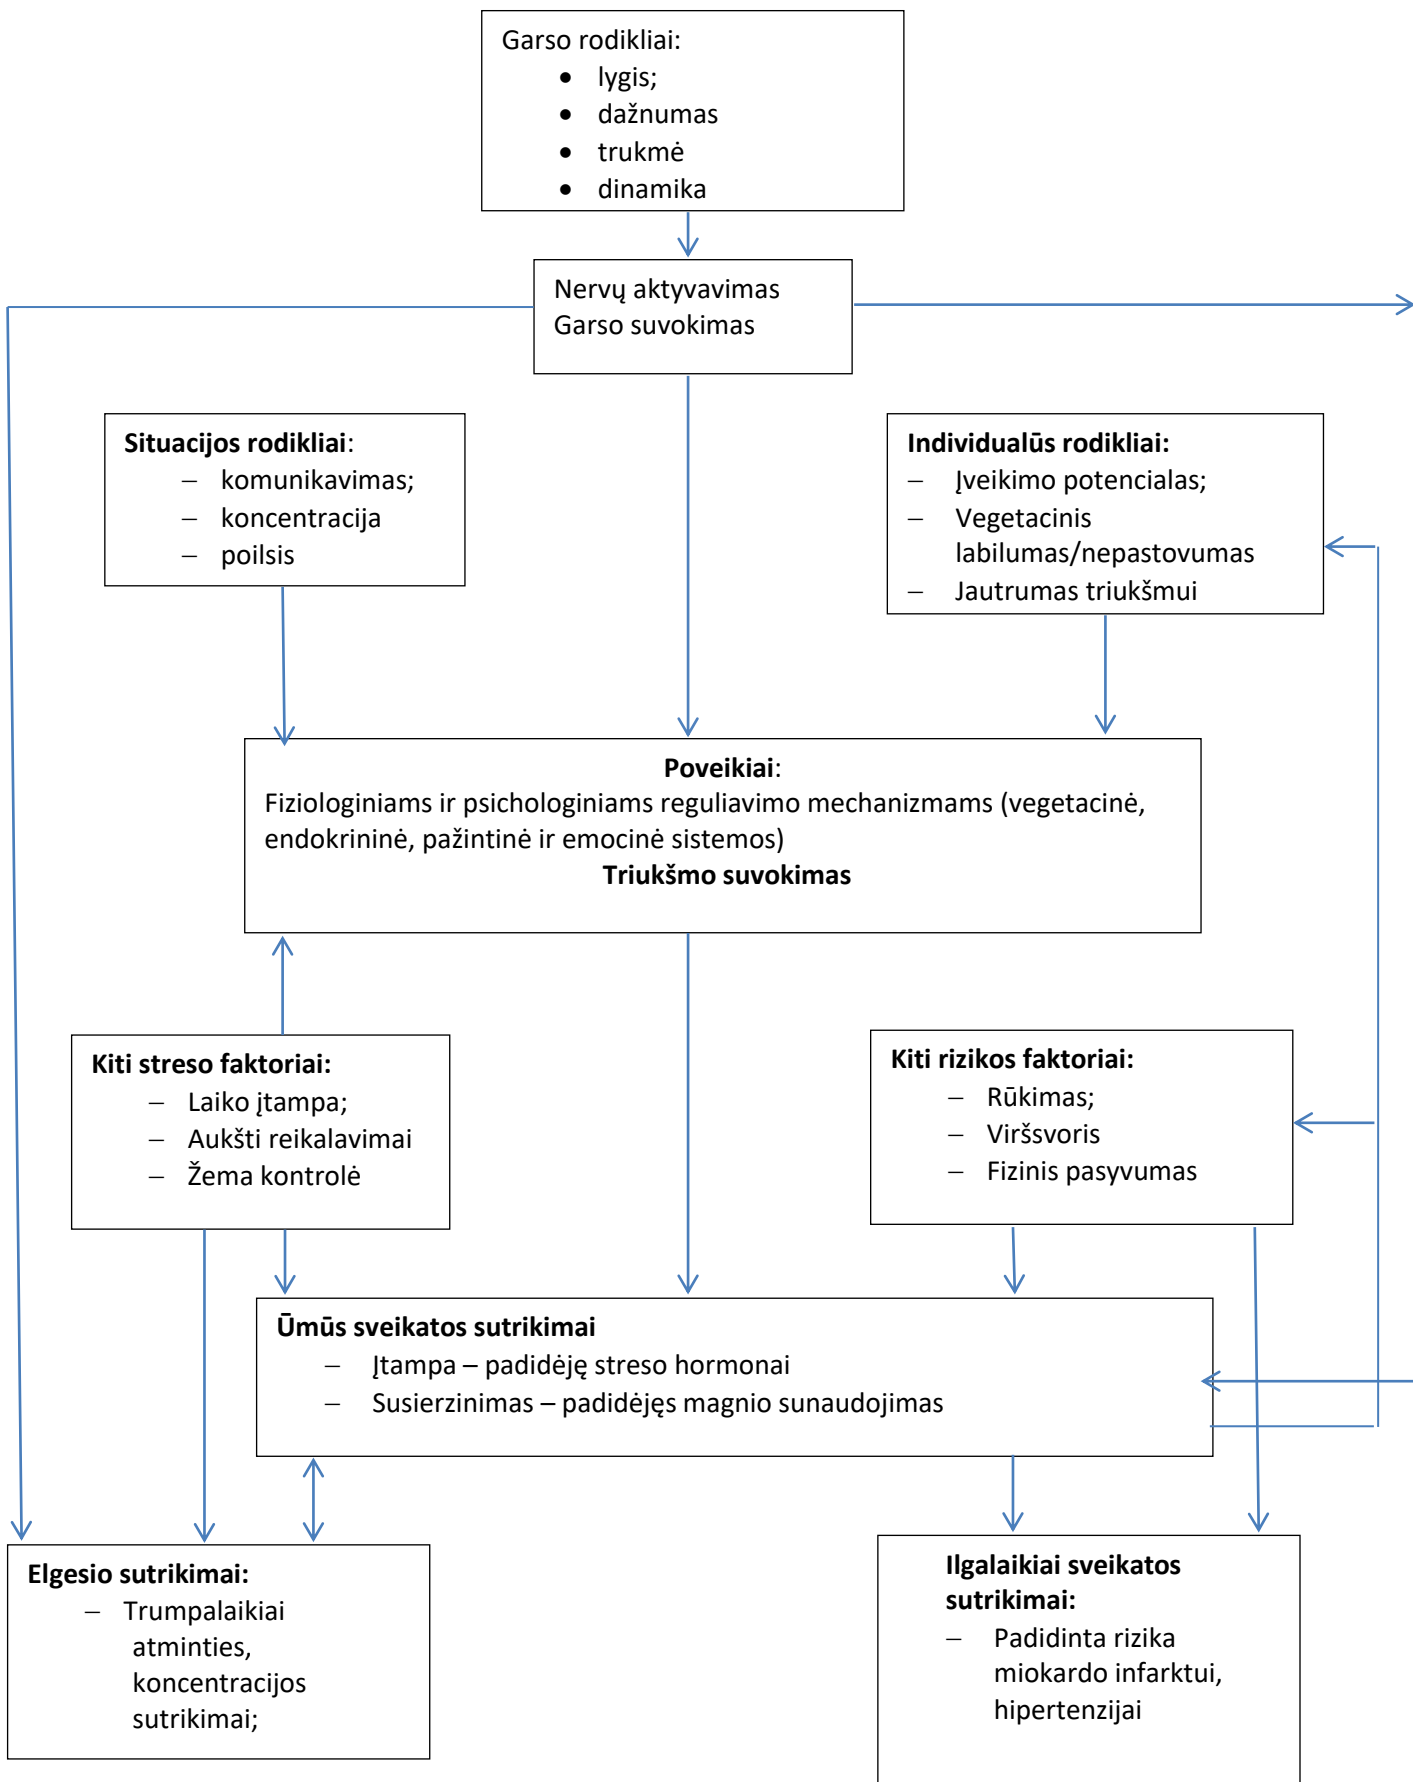 Garso rodikliai:
• lygis;
• dažnumas
• trukmė
• dinamika
Nervų aktyvavimas
Garso suvokimas
Situacijos rodikliai:
– komunikavimas;
– koncentracija
– poilsis
Individualūs rodikliai:
– Įveikimo potencialas;
– Vegetacinis
labilumas/nepastovumas
– Jautrumas triukšmui
Poveikiai:
Fiziologiniams ir psichologiniams reguliavimo mechanizmams (vegetacinė,
endokrininė, pažintinė ir emocinė sistemos)
Triukšmo suvokimas
Kiti streso faktoriai:
– Laiko įtampa;
– Aukšti reikalavimai
– Žema kontrolė
Kiti rizikos faktoriai:
– Rūkimas;
– Viršsvoris
– Fizinis pasyvumas
Ūmūs sveikatos sutrikimai
– Įtampa – padidėję streso hormonai
– Susierzinimas – padidėjęs magnio sunaudojimas
Elgesio sutrikimai:
– Trumpalaikiai
atminties,
koncentracijos
sutrikimai;
Ilgalaikiai sveikatos
sutrikimai:
– Padidinta rizika
miokardo infarktui,
hipertenzijai